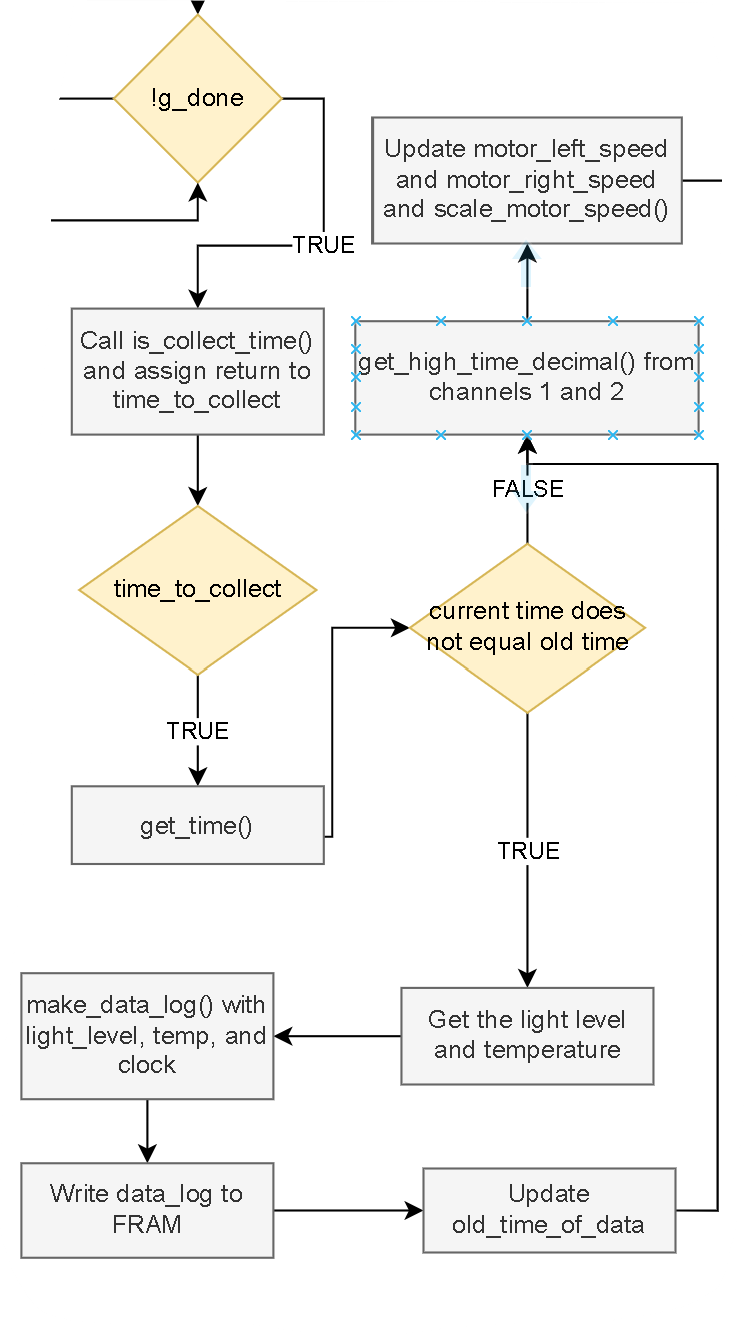 !g_done
TRUE
Call is_collect_time()
and assign return to
time_to_collect
time_to_collect
TRUE
get_time()
current time does
not equal old time
FALSE
get_high_time_decimal() from
channels 1 and 2
Update motor_left_speed
and motor_right_speed
and scale_motor_speed()
TRUE
Get the light level
and temperature
make_data_log() with
light_level, temp, and
clock
Write data_log to
FRAM
Update
old_time_of_data